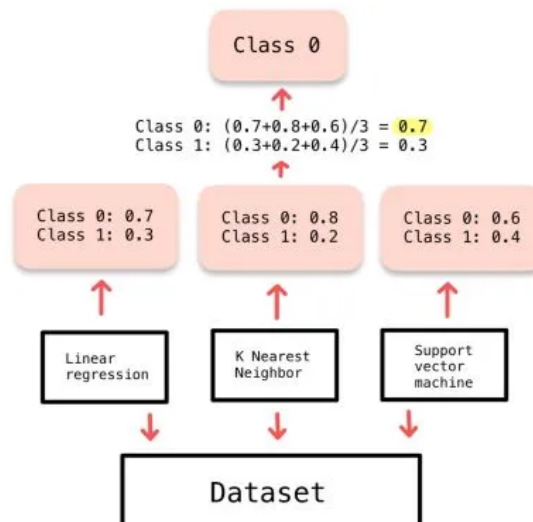 Class 0
Class 0: (0.7+0.8+0.6)/3 = 0.7
Class 1: (0.3+0.2+0.4)/3 = 0.3
Class 0: 0.7
Class 1: 0.3
Class 0: 0.8
Class 1: 0.2
Class 0: 0.6
Class 1: 0.4
Linear
regression
K Nearest
Neighbor
Support
vector
machine
Dataset